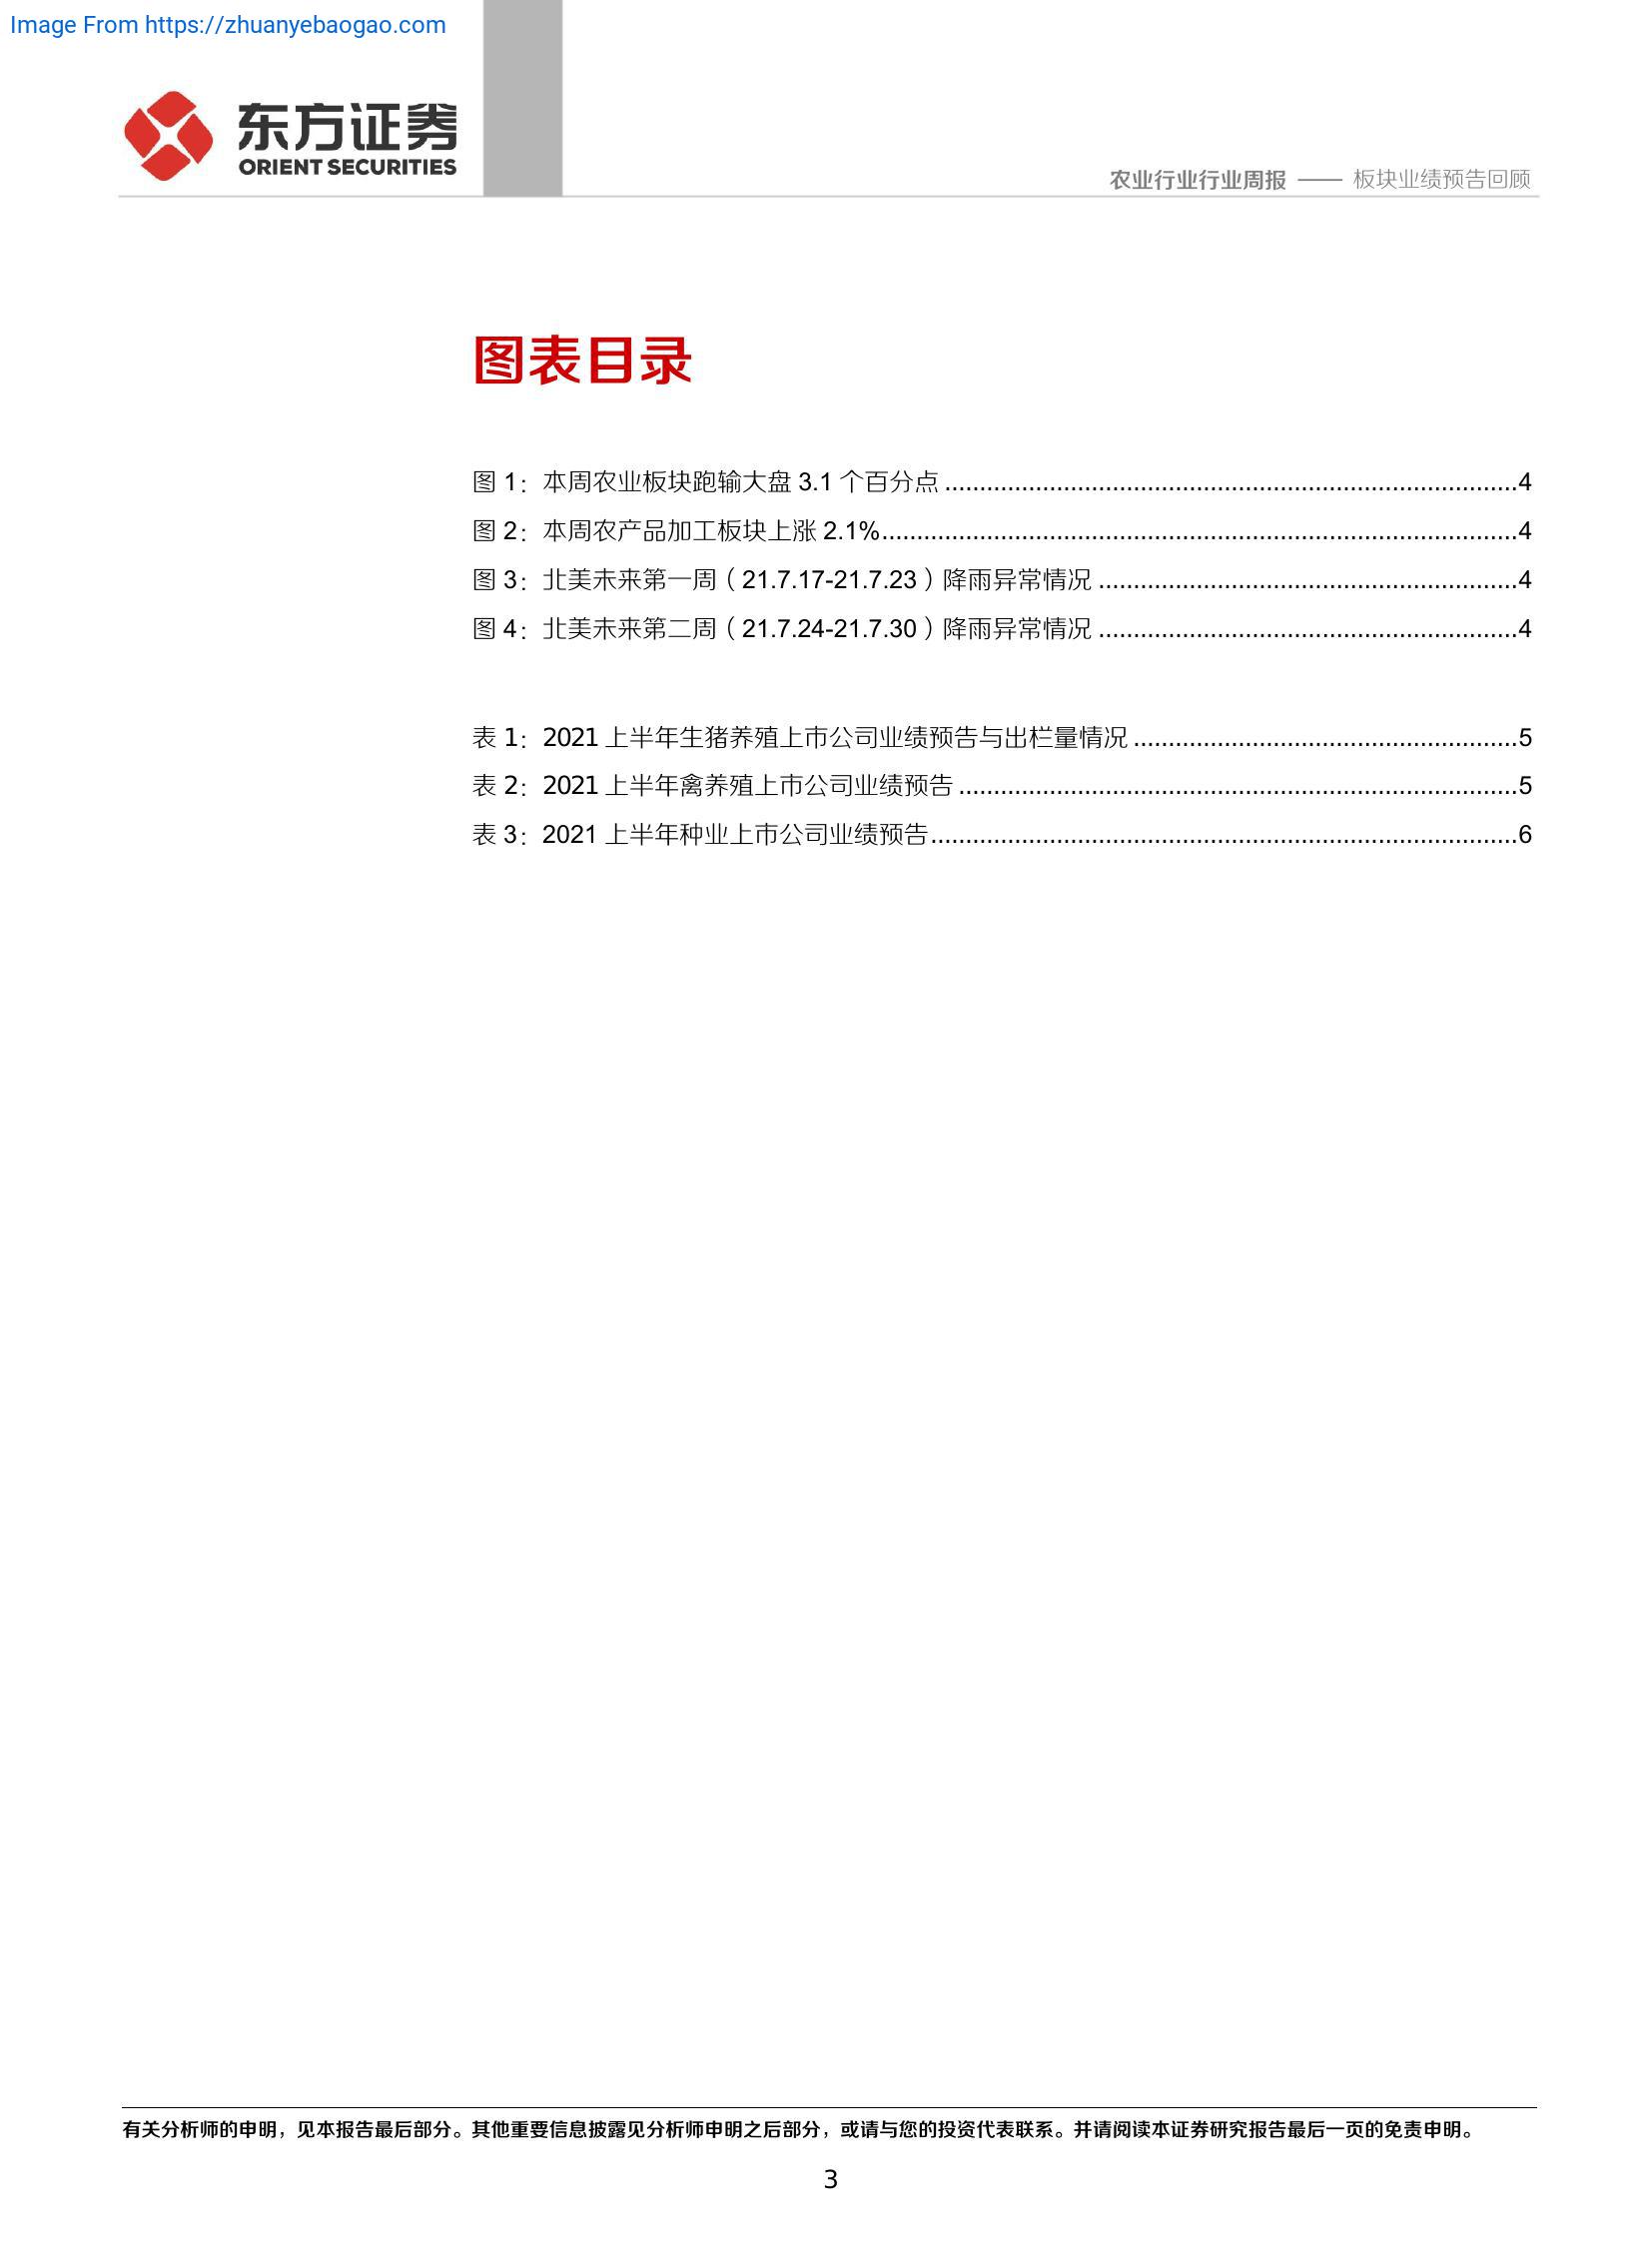 Image From https://zhuanyebaogao.com
东方证券
ORIENT SECURITIES
农业行业行业周报 —— 板块业绩预告回顾
图表目录
图 1：本周农业板块跑输大盘 3.1 个百分点 ..................................................................................4
图 2：本周农产品加工板块上涨 2.1%...........................................................................................4
图 3：北美未来第一周（21.7.17-21.7.23）降雨异常情况 ............................................................4
图 4：北美未来第二周（21.7.24-21.7.30）降雨异常情况 ............................................................4
表 1：2021 上半年生猪养殖上市公司业绩预告与出栏量情况 .......................................................5
表 2：2021 上半年禽养殖上市公司业绩预告 ................................................................................5
表 3：2021 上半年种业上市公司业绩预告....................................................................................6
有关分析师的申明，见本报告最后部分。其他重要信息披露见分析师申明之后部分，或请与您的投资代表联系。并请阅读本证券研究报告最后一页的免责申明。
3